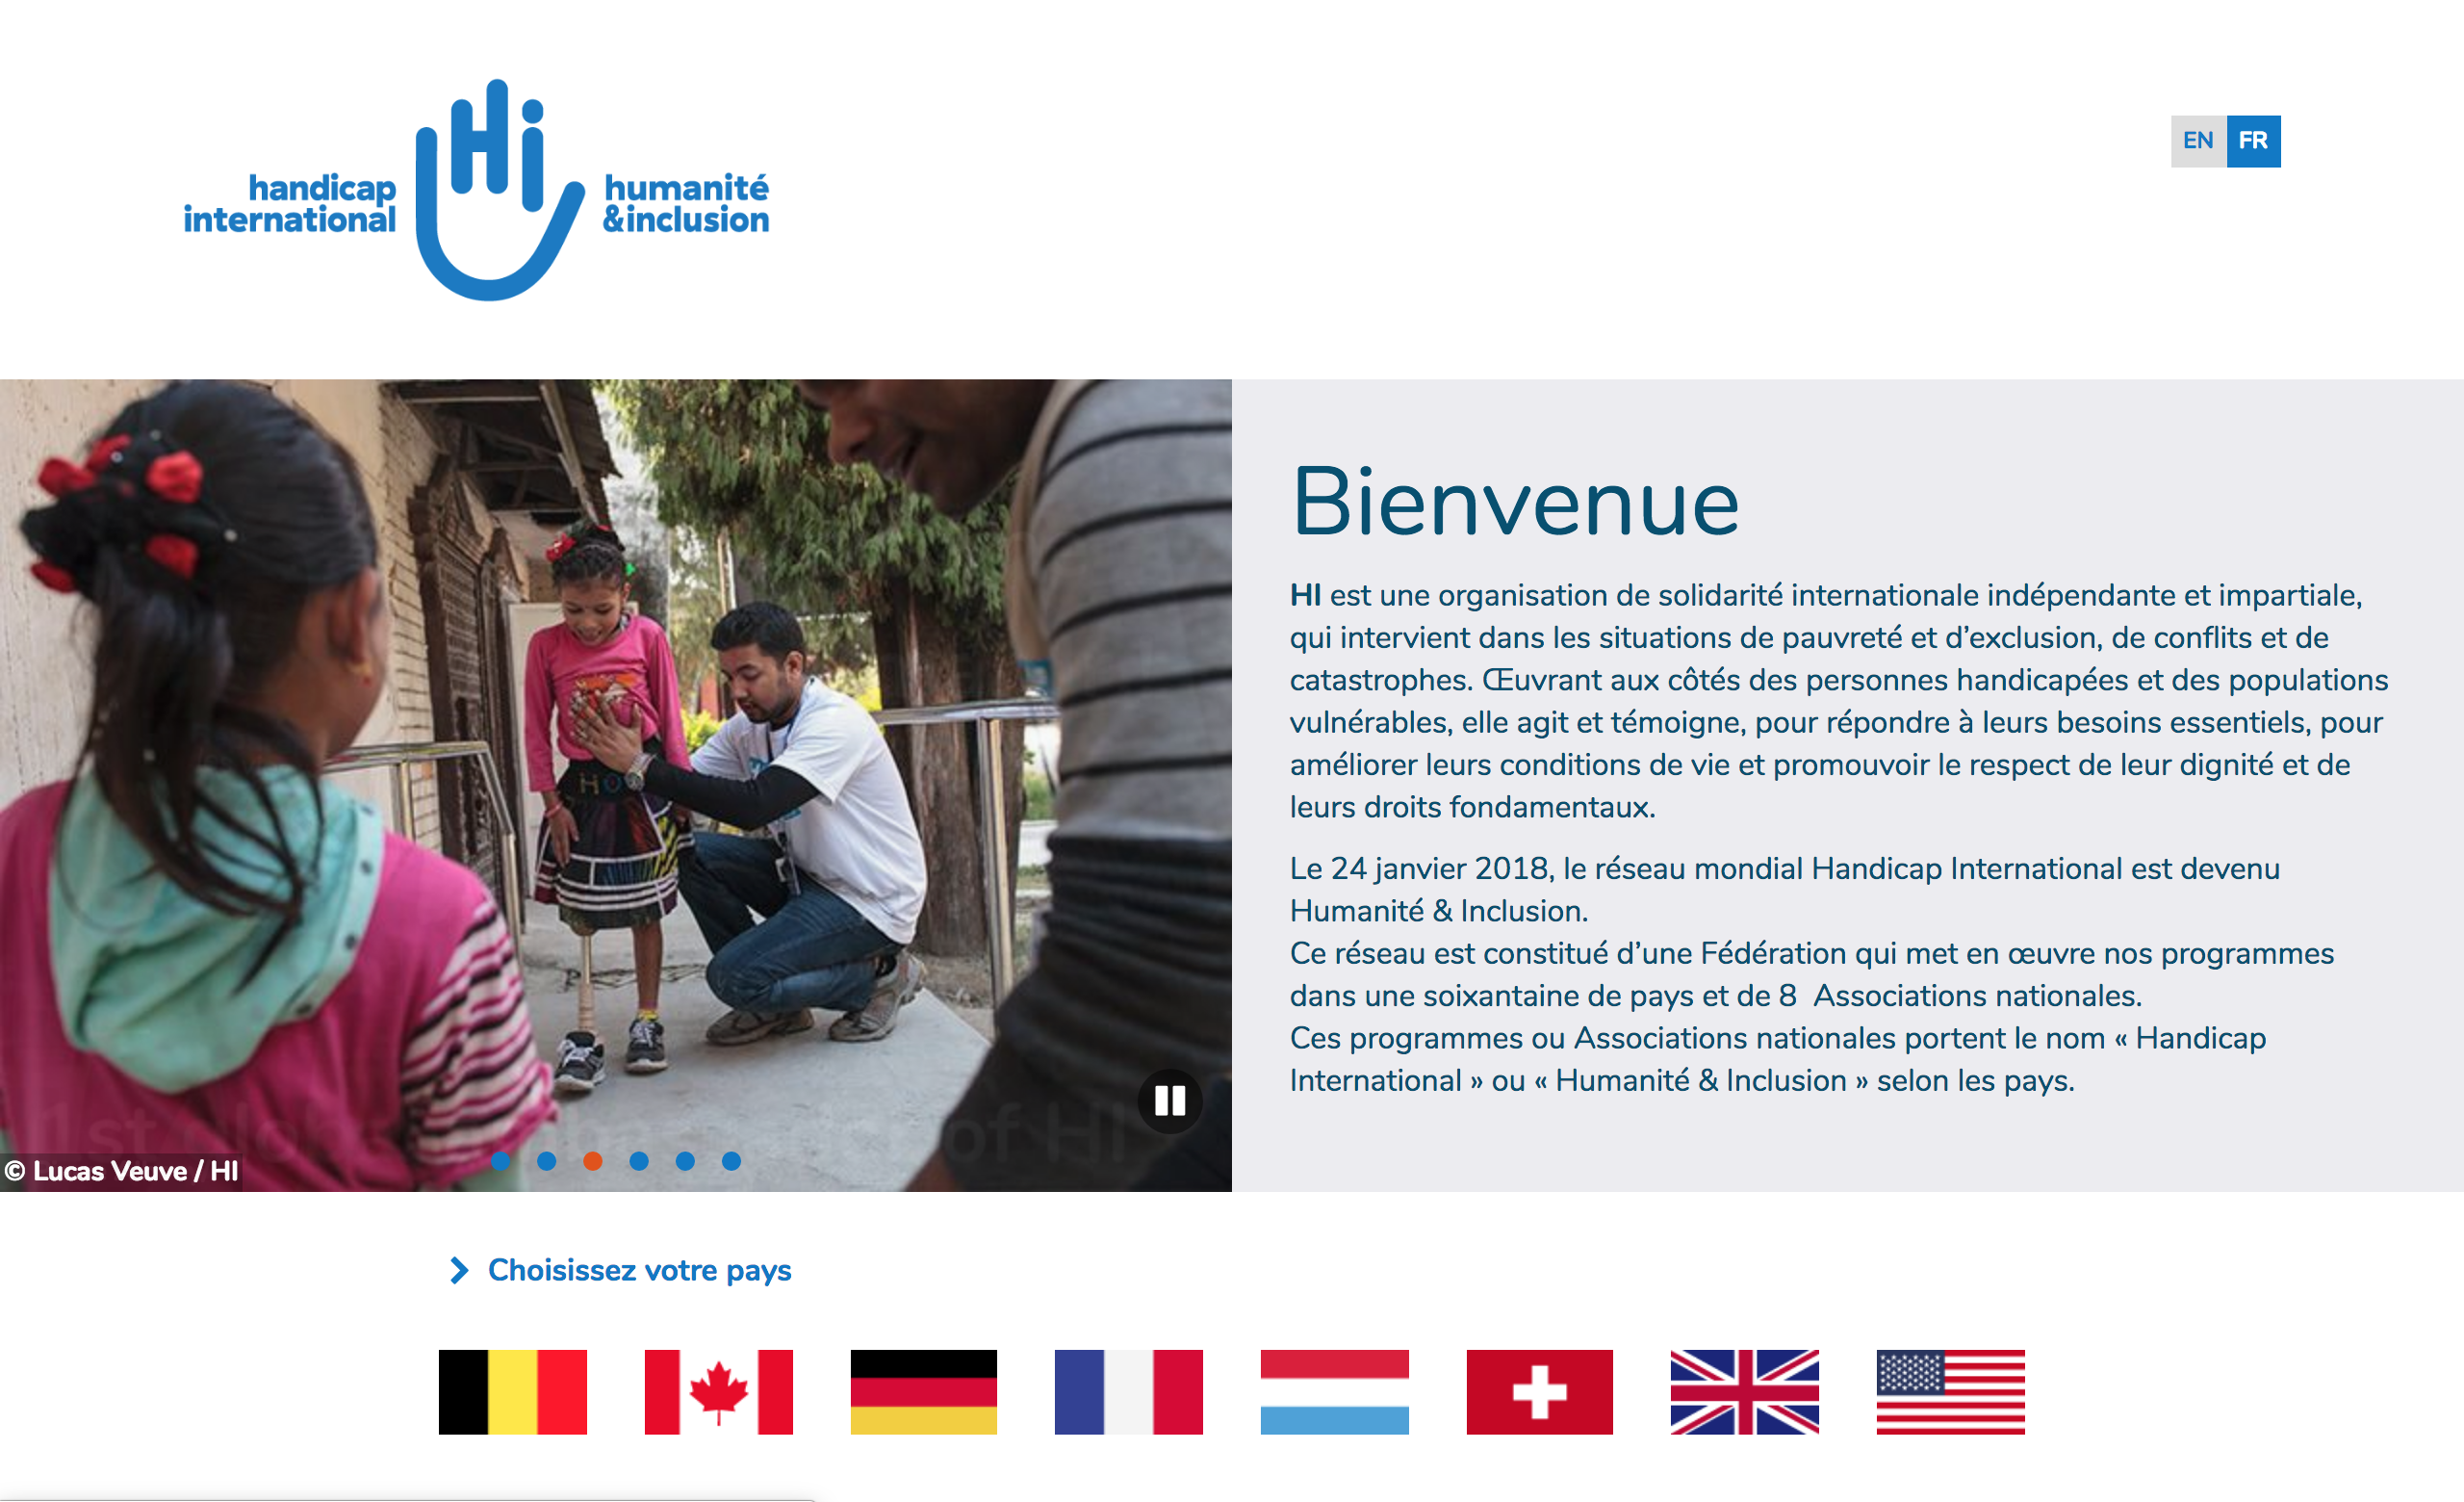 Hi
handicap
international
humanité
&inclusion
EN FR
Bienvenue
HI est une organisation de solidarité internationale indépendante et impartiale,
qui intervient dans les situations de pauvreté et d’exclusion, de conflits et de
catastrophes. Œuvrant aux côtés des personnes handicapées et des populations
vulnérables, elle agit et témoigne, pour répondre à leurs besoins essentiels, pour
améliorer leurs conditions de vie et promouvoir le respect de leur dignité et de
leurs droits fondamentaux.
Le 24 janvier 2018, le réseau mondial Handicap International est devenu
Humanité & Inclusion.
Ce réseau est constitué d’une Fédération qui met en œuvre nos programmes
dans une soixantaine de pays et de 8  Associations nationales.
Ces programmes ou Associations nationales portent le nom « Handicap
International » ou « Humanité & Inclusion » selon les pays.
© Lucas Veuve / HI
Choisissez votre pays